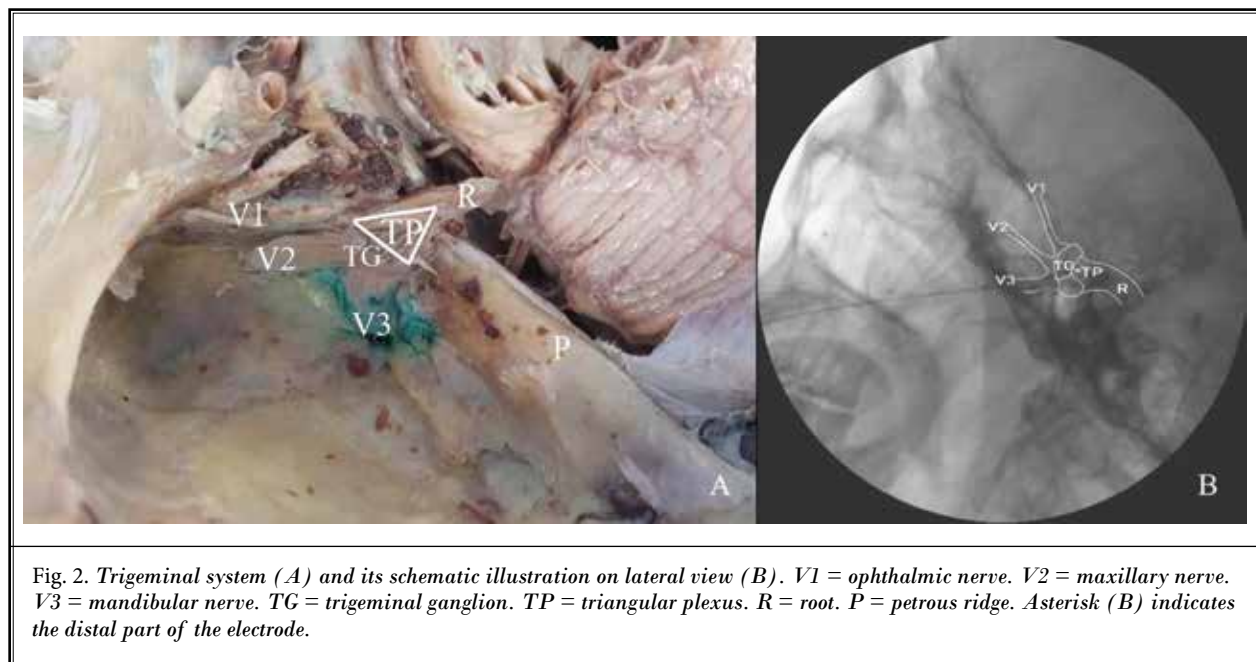 V1
R
TP
TG
V2
V3
P
A
V1
V2
TG*TP
V3
R
B
Fig. 2. Trigeminal system (A) and its schematic illustration on lateral view (B). V1 = ophthalmic nerve. V2 = maxillary nerve.
V3 = mandibular nerve. TG = trigeminal ganglion. TP = triangular plexus. R = root. P = petrous ridge. Asterisk (B) indicates
the distal part of the electrode.